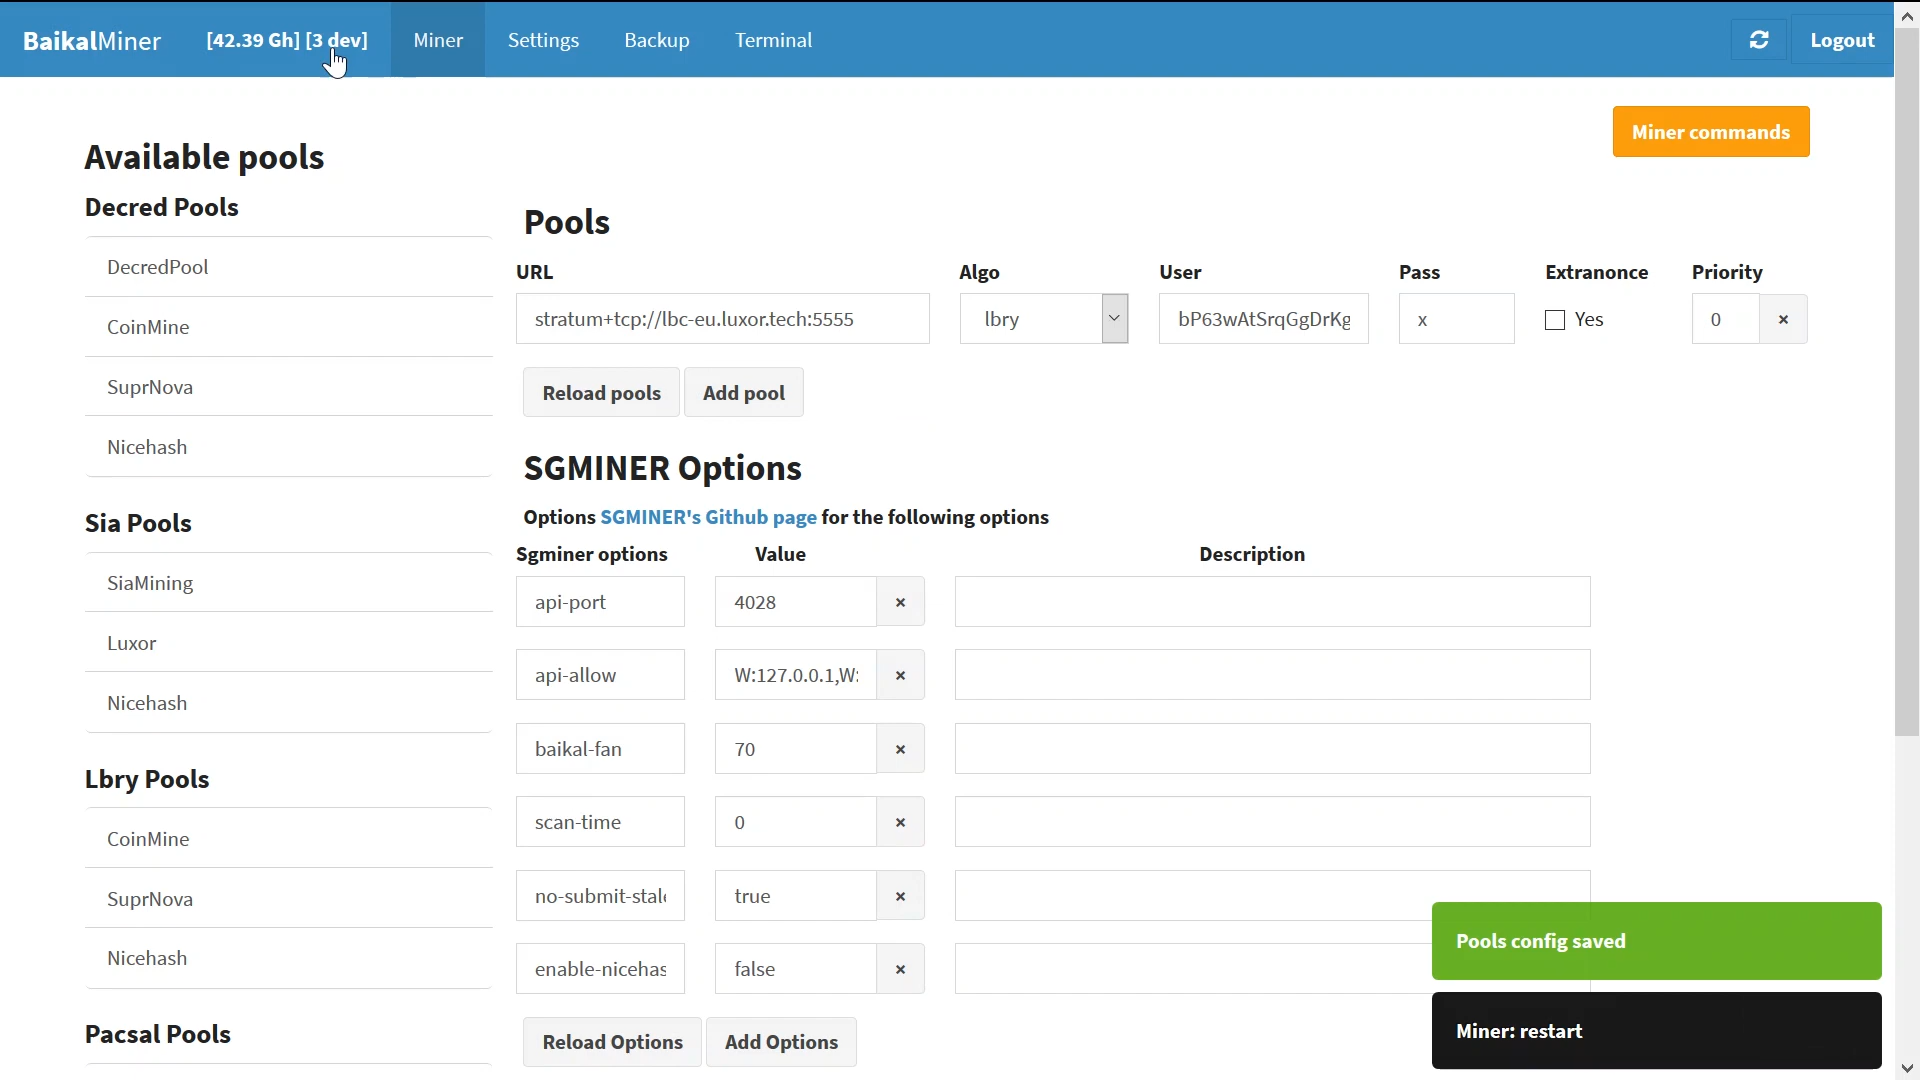 BaikalMiner [42.39 Gh] [3 dev] Miner Settings Backup Terminal Logout
Miner commands
Available pools
Decred Pools
DecredPool
CoinMine
SuprNova
Nicehash
Sia Pools
SiaMining
Luxor
Nicehash
Lbry Pools
CoinMine
SuprNova
Nicehash
Pacsal Pools
Pools
URL Algo User Pass Extranonce Priority
stratum+tcp://lbc-eu.luxor.tech:5555 lbry bP63wAtSrqGgDrKg x Yes 0 ×
Reload pools Add pool
SGMINER Options
Options SGMINER's Github page for the following options
Sgminer options Value Description
api-port 4028 ×
api-allow W:127.0.0.1,W: ×
baikal-fan 70 ×
scan-time 0 ×
no-submit-stal true ×
enable-nicehas false ×
Reload Options Add Options
Pools config saved
Miner: restart